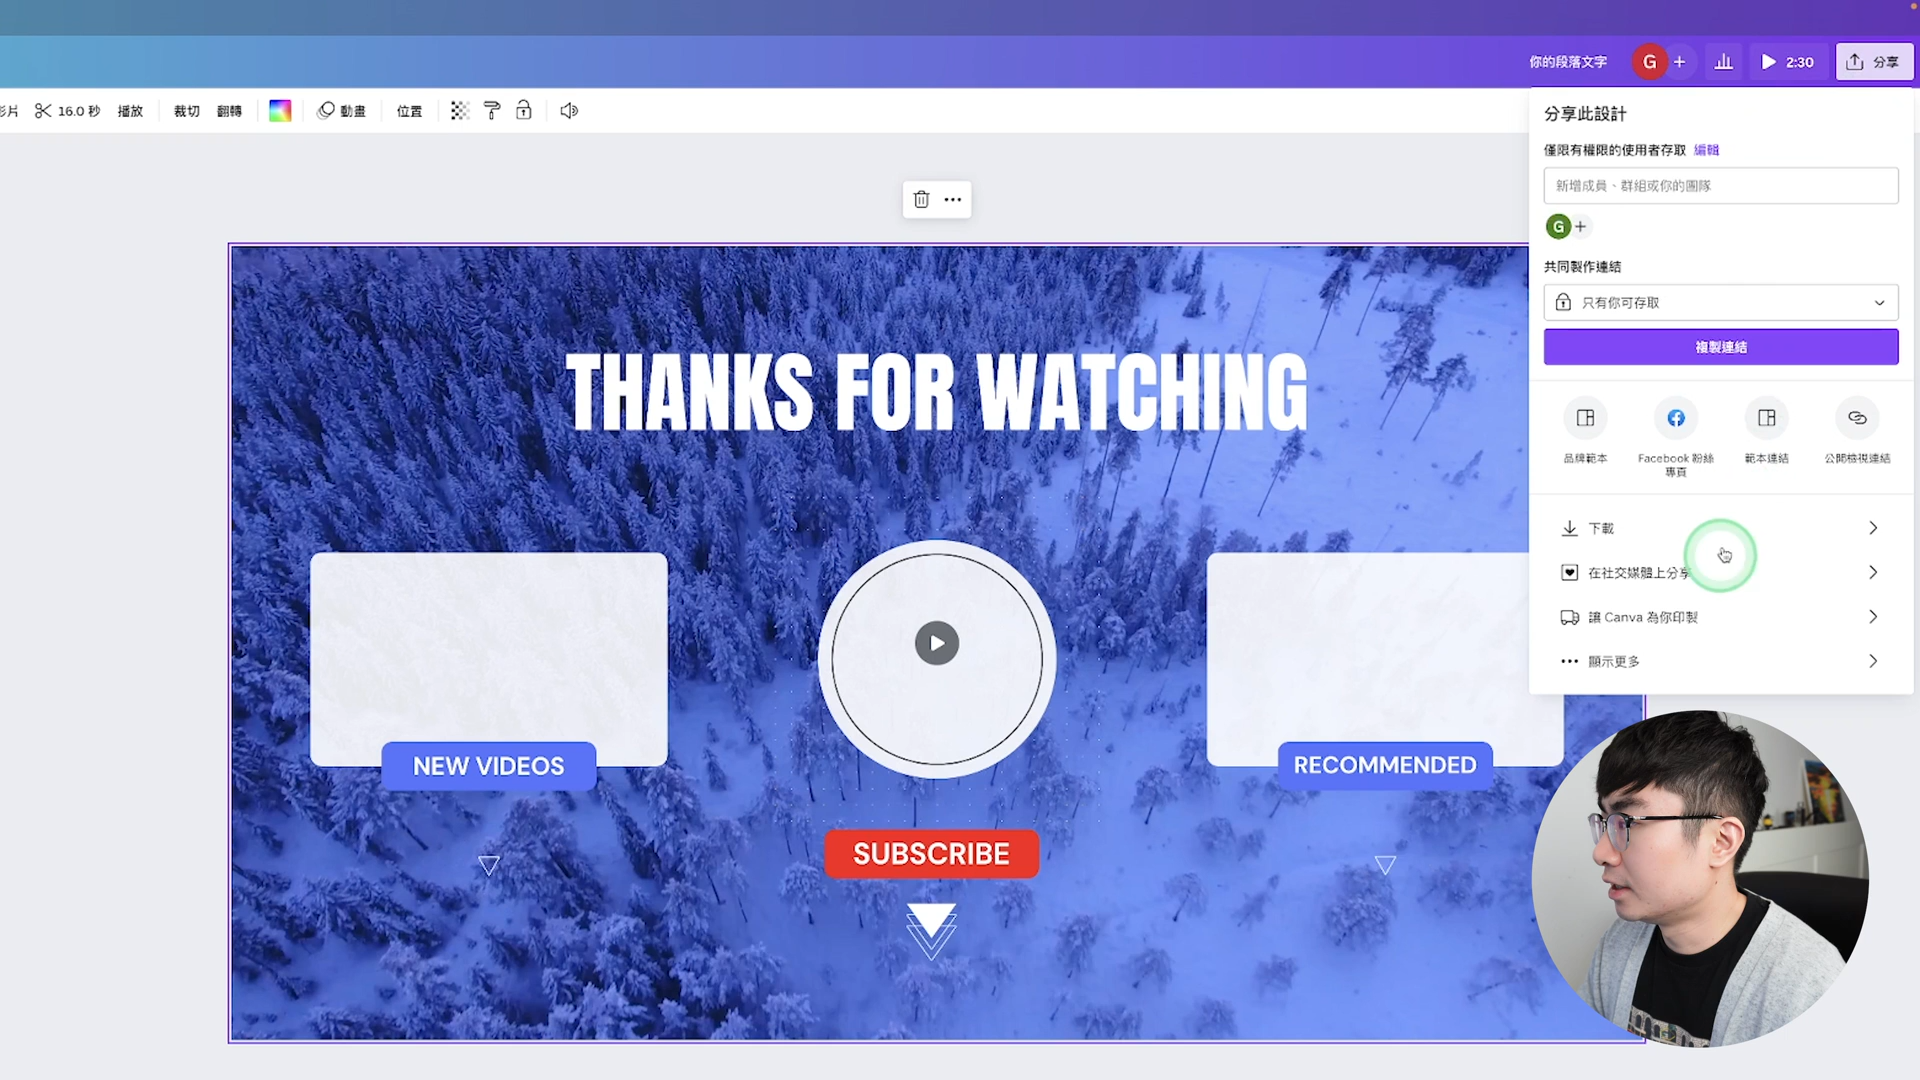 你的段落文字
G
2:30
分享
16.0 秒
播放
裁切
翻轉
動畫
位置
分享此設計
僅限有權限的使用者存取 編輯
新增成員、群組或你的團隊
G
共同製作連結
只有你可存取
複製連結
品牌範本
Facebook 粉絲
專頁
範本連結
公開檢視連結
下載
在社交媒體上分享
讓 Canva 為你印製
顯示更多
THANKS FOR WATCHING
NEW VIDEOS
RECOMMENDED
SUBSCRIBE